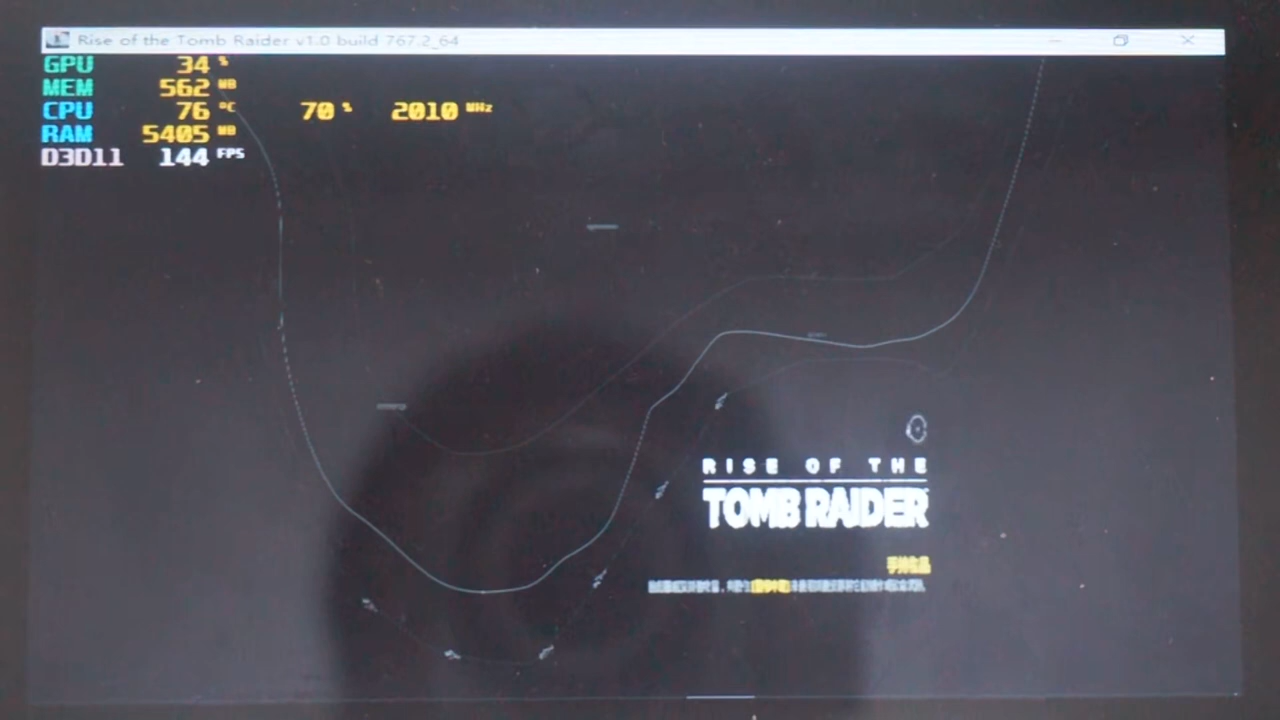 Rise of the Tomb Raider v1.0 build 767.2_64
GPU 34 %
MEM 562 MB
CPU 76 °C 70 % 2010 MHz
RAM 5405 MB
D3D11 144 FPS
RISE OF THE
TOMB RAIDER